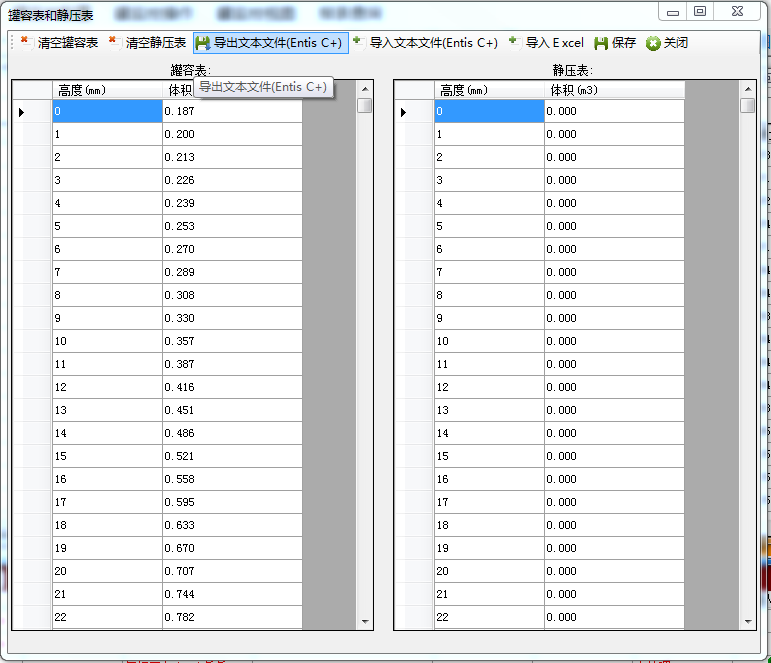 罐容表和静压表
清空罐容表 清空静压表 导出文本文件(Entis C+) 导入文本文件(Entis C+) 导入Excel 保存 关闭
罐容表: 静压表:
导出文本文件(Entis C+)
高度(mm) 体积 高度(mm) 体积(m3)
0 0.187 0 0.000
1 0.200 1 0.000
2 0.213 2 0.000
3 0.226 3 0.000
4 0.239 4 0.000
5 0.253 5 0.000
6 0.270 6 0.000
7 0.289 7 0.000
8 0.308 8 0.000
9 0.330 9 0.000
10 0.357 10 0.000
11 0.387 11 0.000
12 0.416 12 0.000
13 0.451 13 0.000
14 0.486 14 0.000
15 0.521 15 0.000
16 0.558 16 0.000
17 0.595 17 0.000
18 0.633 18 0.000
19 0.670 19 0.000
20 0.707 20 0.000
21 0.744 21 0.000
22 0.782 22 0.000